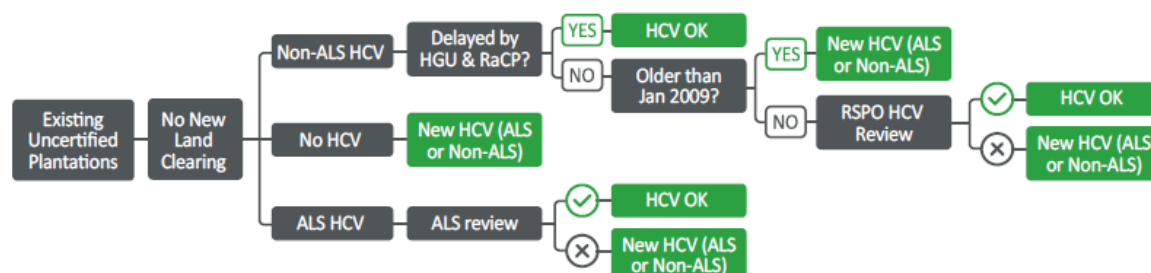 Existing
Uncertified
Plantations
No New
Land
Clearing
Non-ALS HCV
Delayed by
HGU & RaCP?
YES
HCV OK
NO
Older than
Jan 2009?
YES
New HCV (ALS
or Non-ALS)
NO
RSPO HCV
Review
HCV OK
New HCV (ALS
or Non-ALS)
No HCV
New HCV (ALS
or Non-ALS)
ALS HCV
ALS review
HCV OK
New HCV (ALS
or Non-ALS)